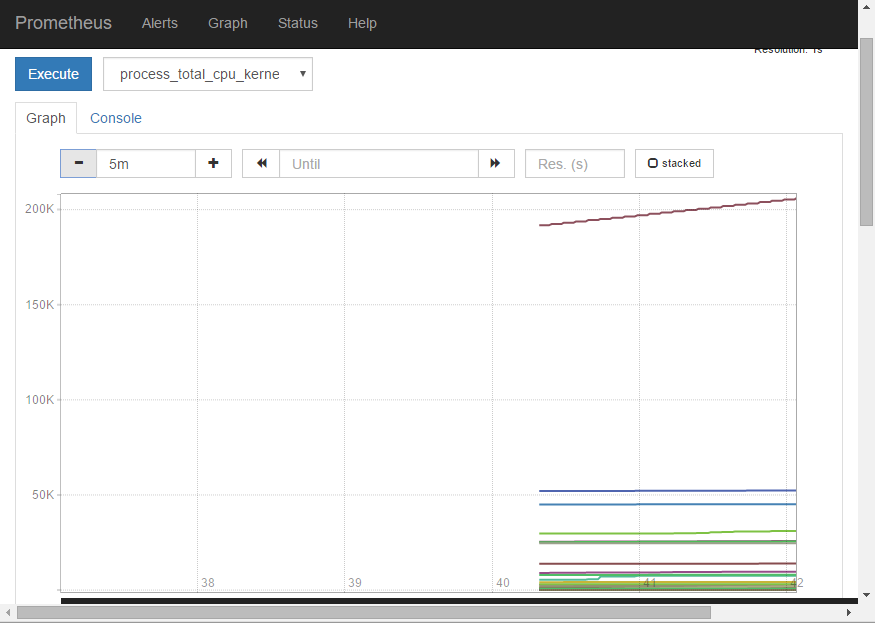 Prometheus Alerts Graph Status Help
Resolution: 1s
Execute process_total_cpu_kerne
Graph Console
5m Until Res. (s) stacked
200K
150K
100K
50K
38 39 40 41 42